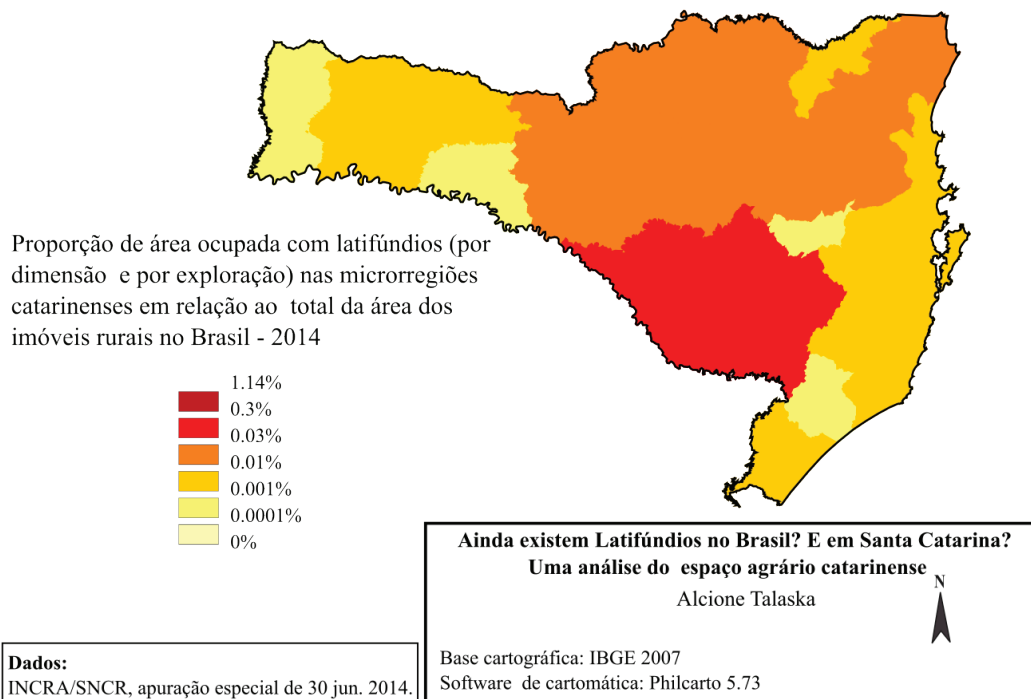 Proporção de área ocupada com latifúndios (por
dimensão e por exploração) nas microrregiões
catarinenses em relação ao total da área dos
imóveis rurais no Brasil - 2014
1.14%
0.3%
0.03%
0.01%
0.001%
0.0001%
0%
Ainda existem Latifúndios no Brasil? E em Santa Catarina?
Uma análise do espaço agrário catarinense
Alcione Talaska
N
Base cartográfica: IBGE 2007
Software de cartomática: Philcarto 5.73
Dados:
INCRA/SNCR, apuração especial de 30 jun. 2014.